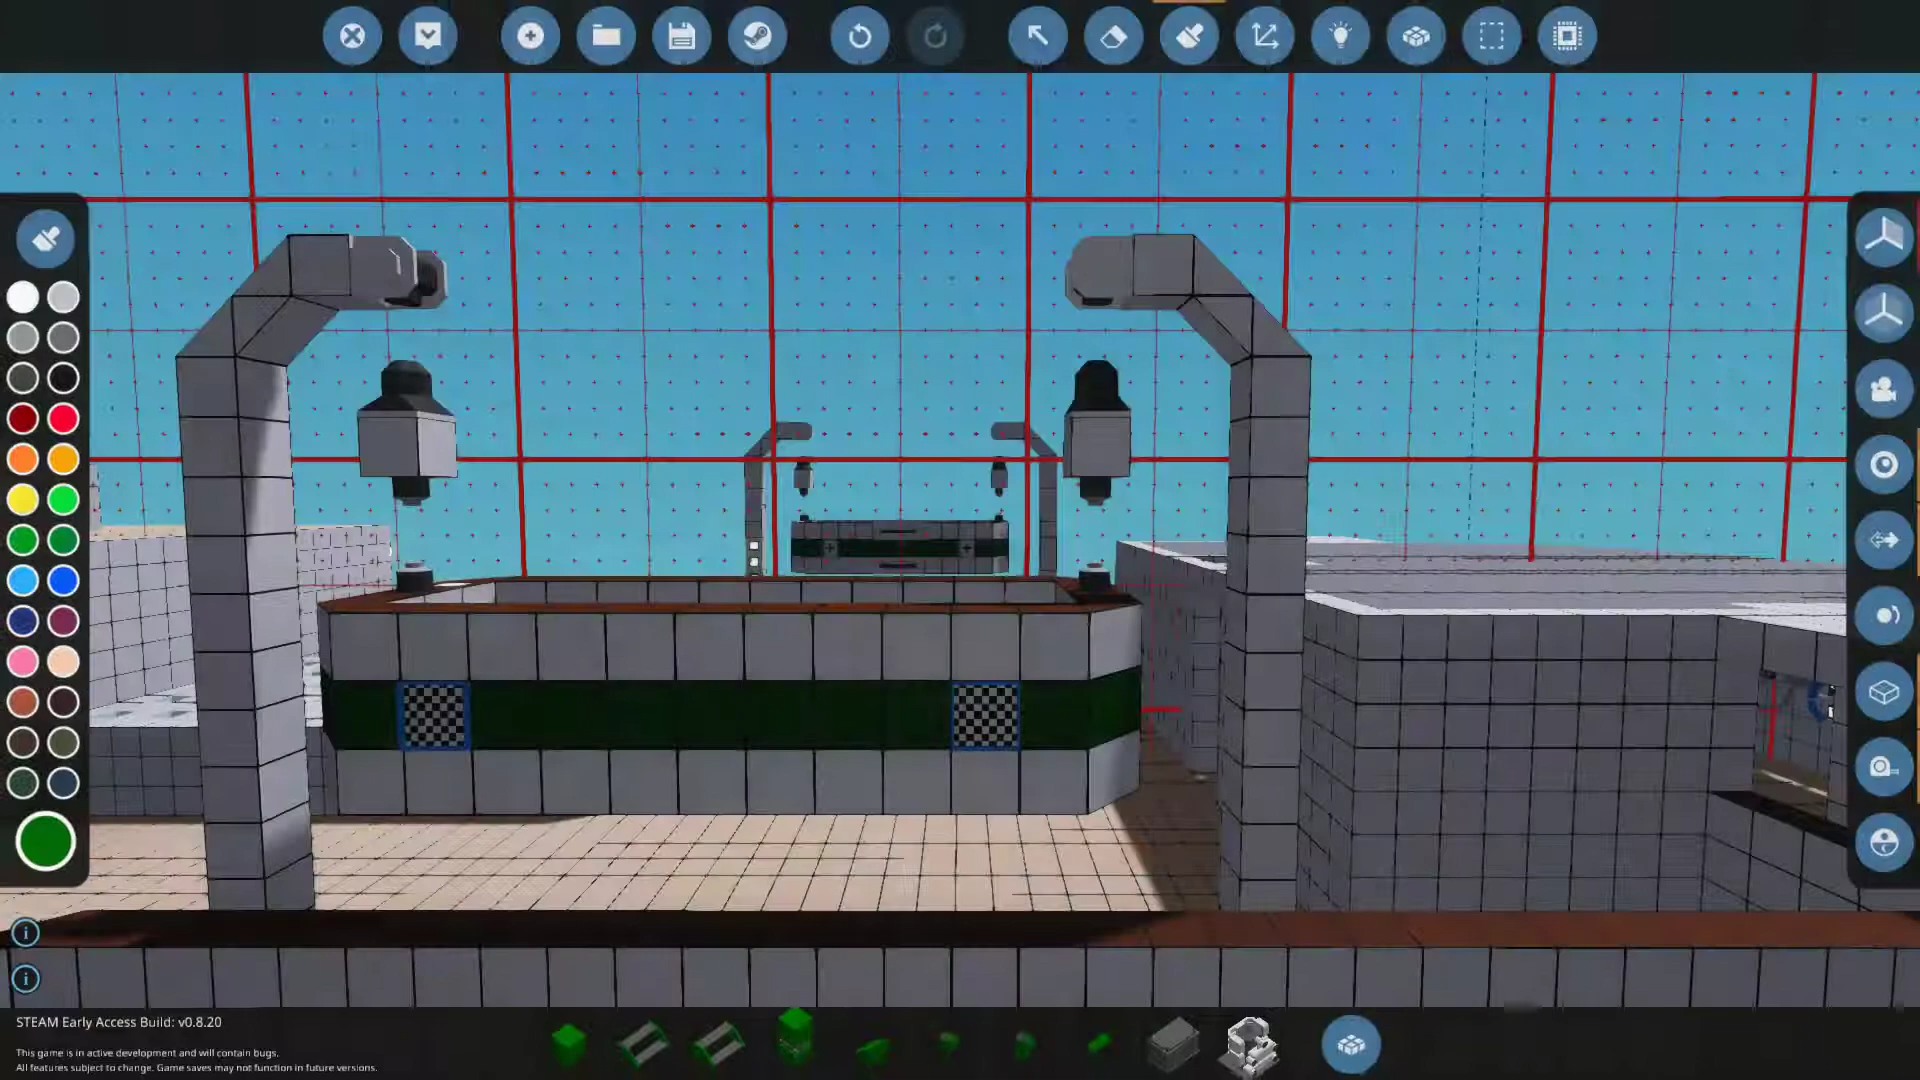 STEAM Early Access Build: v0.8.20
This game is in active development and will contain bugs.
All features subject to change. Game saves may not function in future versions.